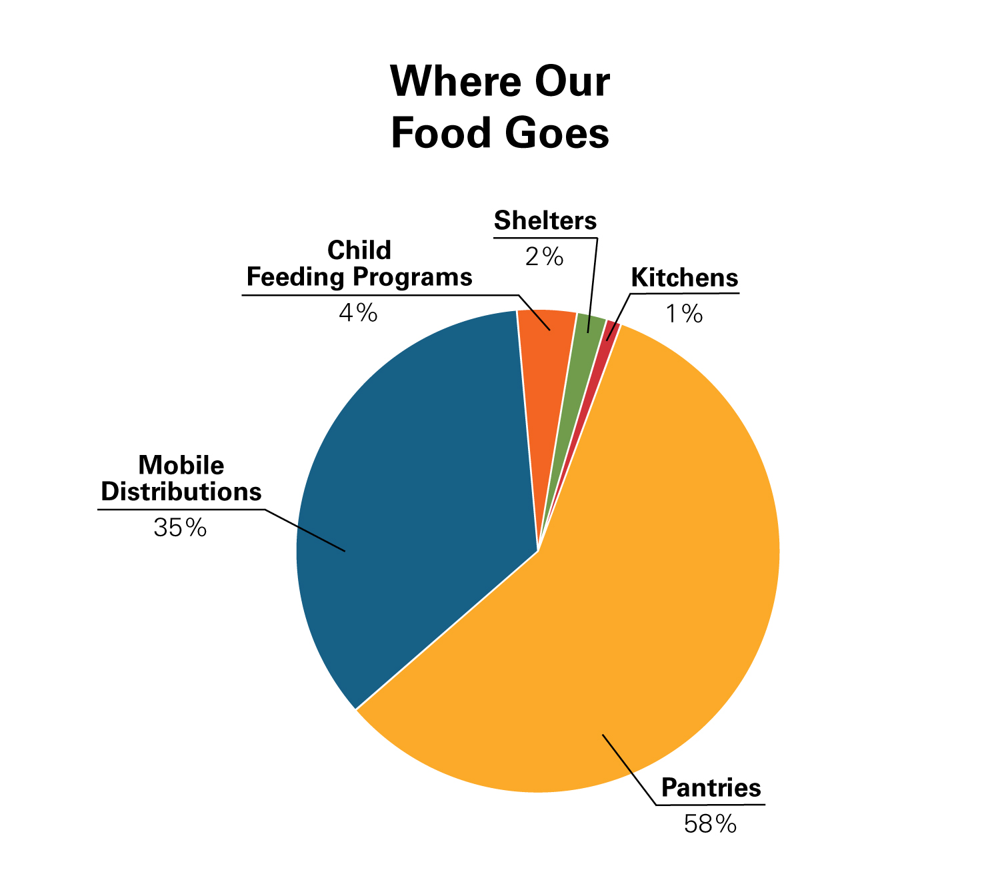 Where Our
Food Goes
Shelters
2%
Child
Feeding Programs
4%
Kitchens
1%
Mobile
Distributions
35%
Pantries
58%